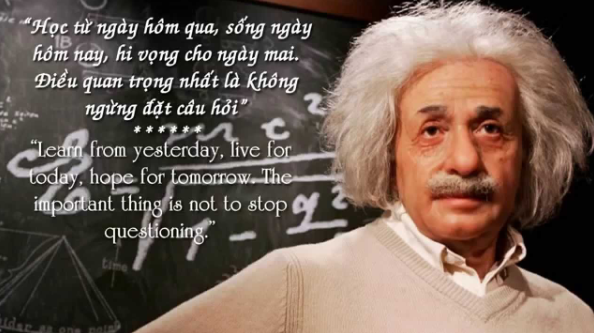 “Học từ ngày hôm qua, sống ngày
hôm nay, hi vọng cho ngày mai.
Điều quan trọng nhất là không
ngừng đặt câu hỏi”
******
“Learn from yesterday, live for
today, hope for tomorrow. The
important thing is not to stop
questioning.”
time